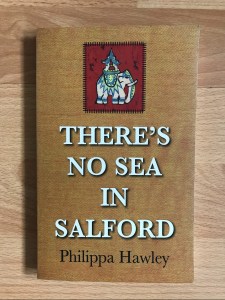 THERE'S
NO SEA
IN
SALFORD
Philippa Hawley